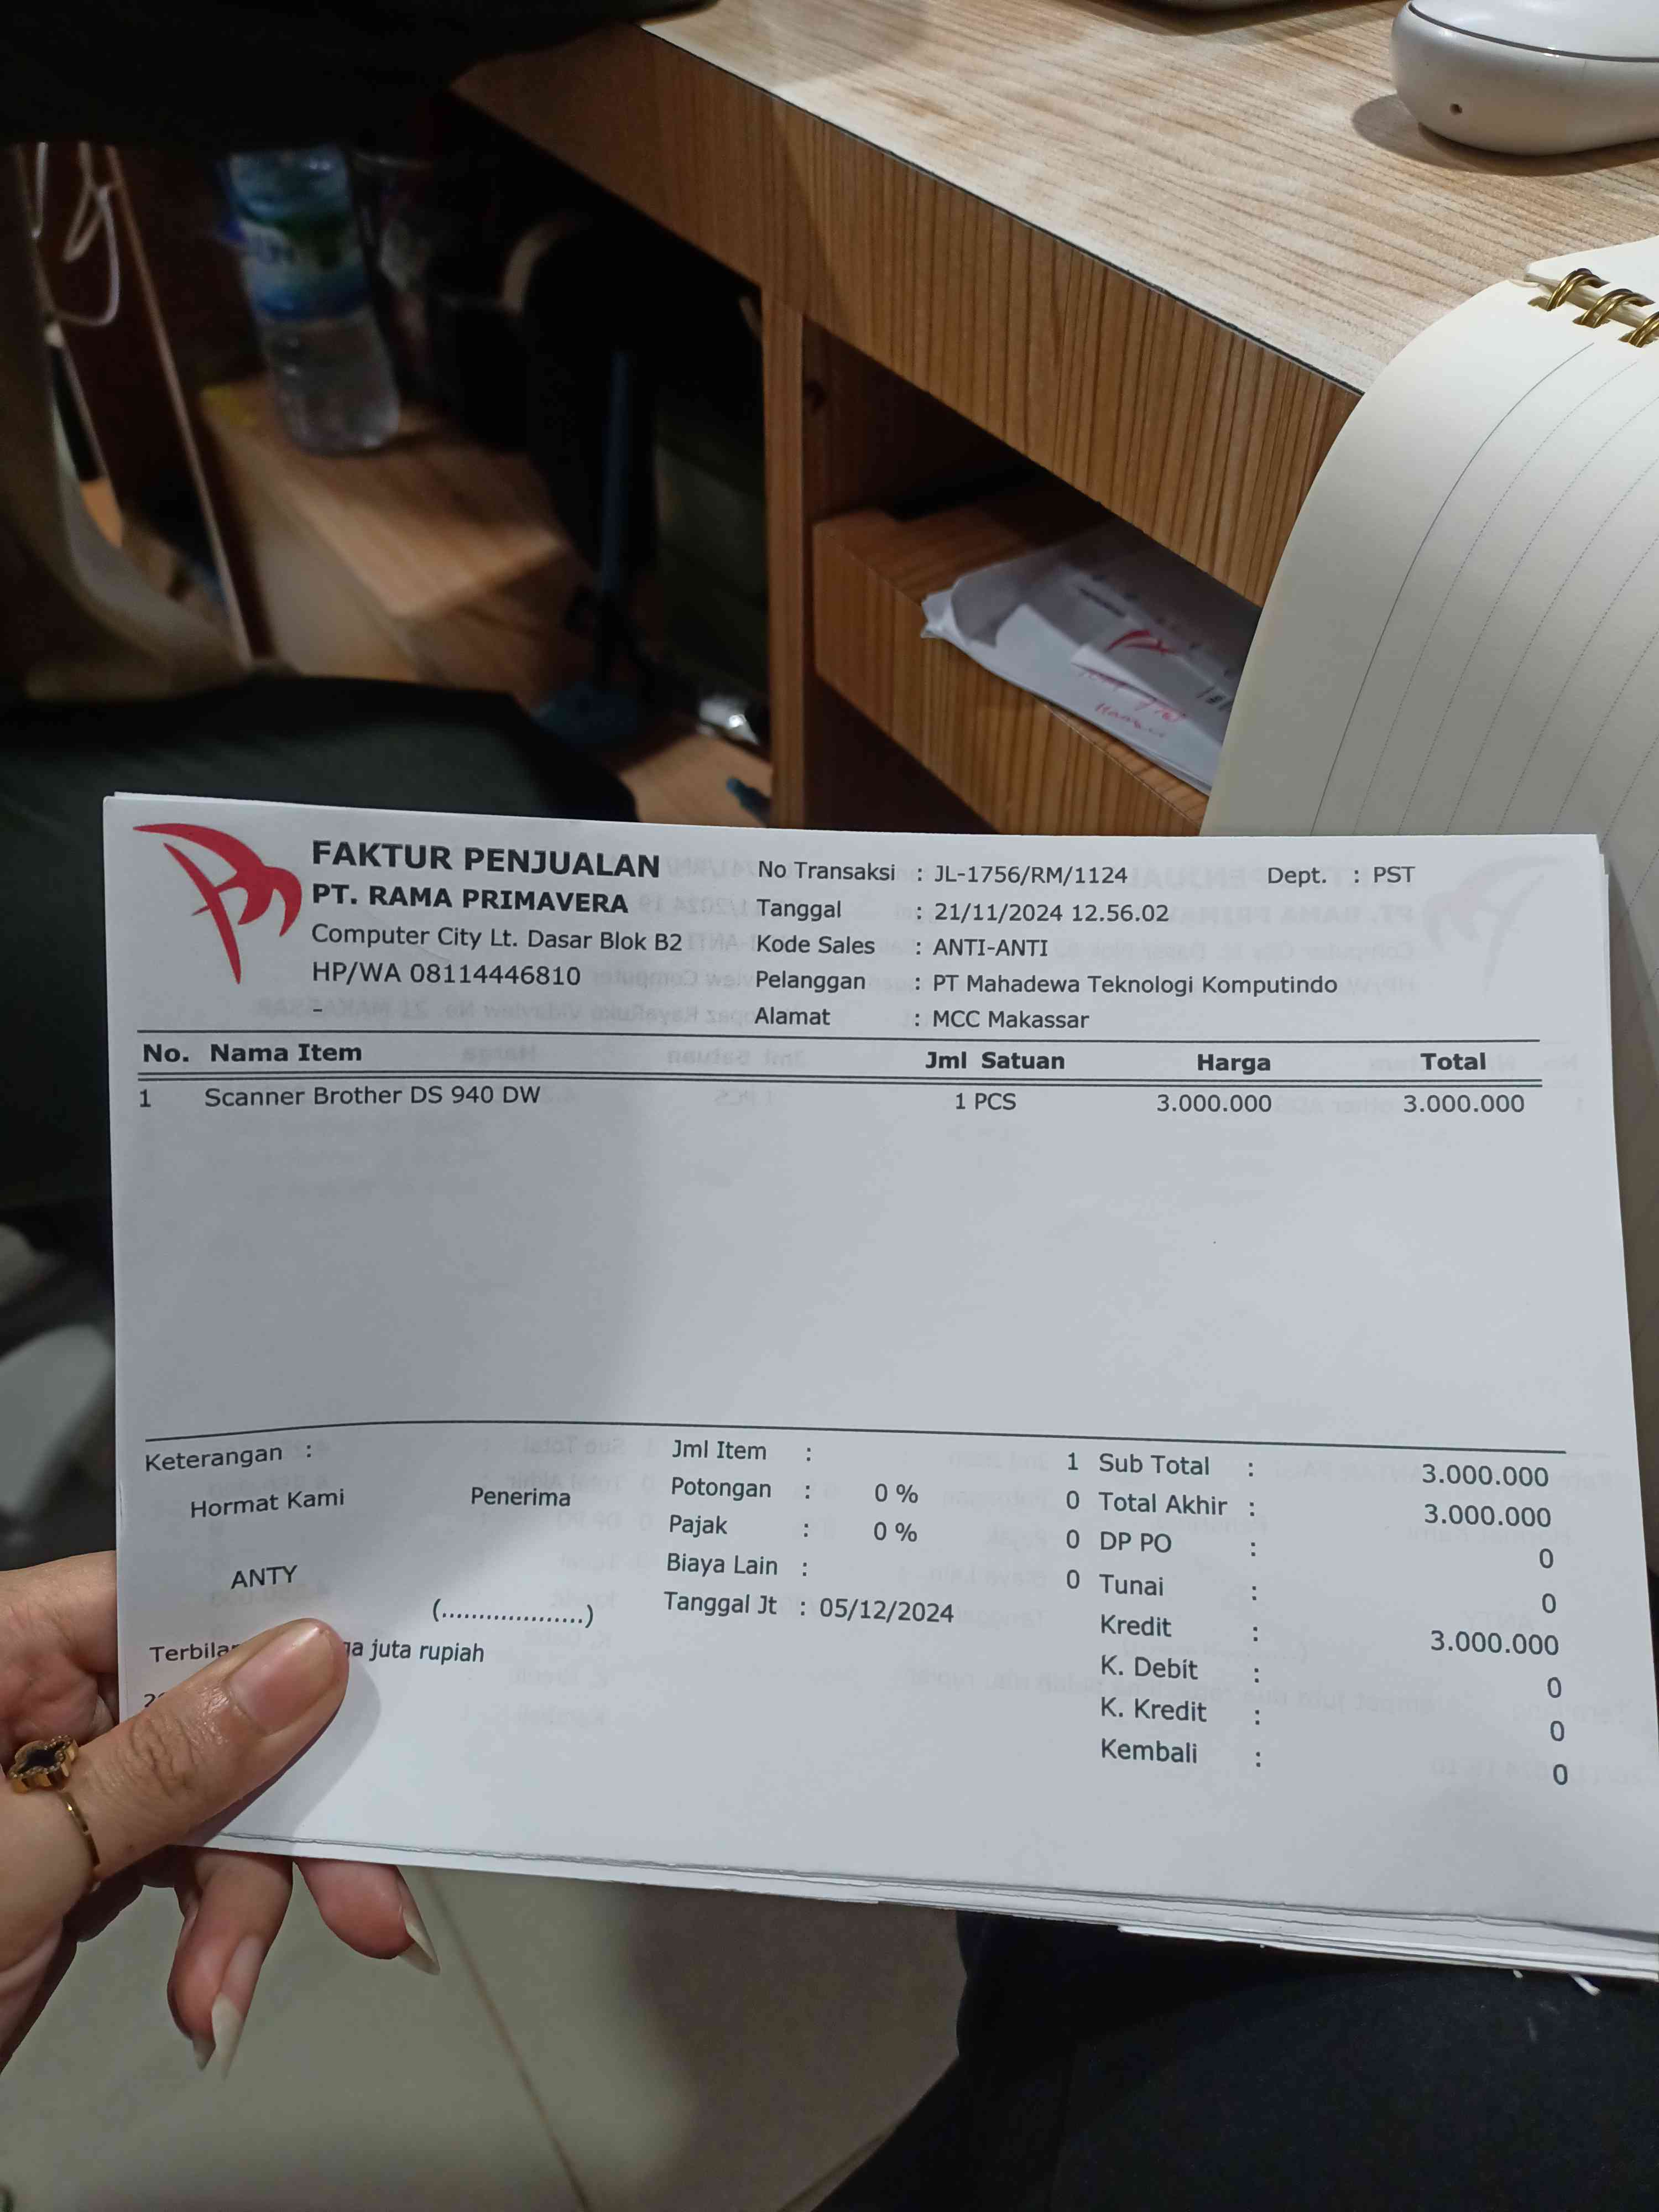 FAKTUR PENJUALAN
PT. RAMA PRIMAVERA
Computer City Lt. Dasar Blok B2
HP/WA 08114446810
-
No Transaksi : JL-1756/RM/1124 Dept. : PST
Tanggal : 21/11/2024 12.56.02
Kode Sales : ANTI-ANTI
Pelanggan : PT Mahadewa Teknologi Komputindo
Alamat : MCC Makassar
No. Nama Item Jml Satuan Harga Total
1 Scanner Brother DS 940 DW 1 PCS 3.000.000 3.000.000
Keterangan :
Hormat Kami Penerima
ANTY
(...................)
juta rupiah
Jml Item : 1
Potongan : 0 % 0
Pajak : 0 % 0
Biaya Lain : 0
Tanggal Jt : 05/12/2024
Sub Total : 3.000.000
Total Akhir : 3.000.000
DP PO : 0
Tunai : 0
Kredit : 3.000.000
K. Debit : 0
K. Kredit : 0
Kembali : 0